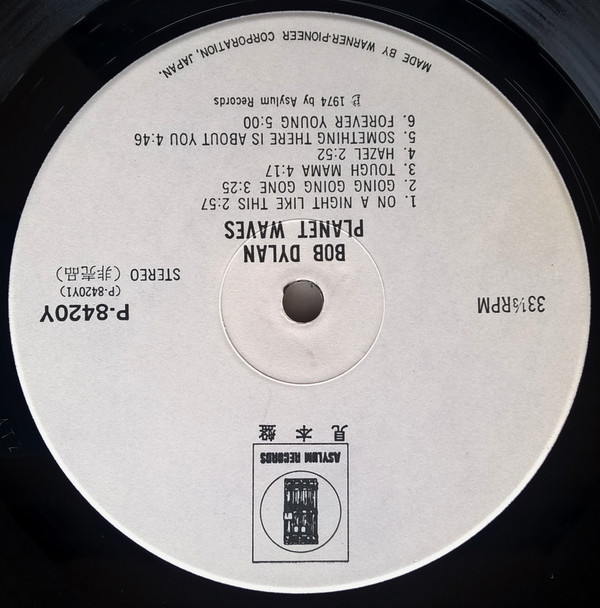 ASYLUM RECORDS
見本盤
33⅓RPM
P-8420Y
(P-8420Y1)
STEREO (非売品)
BOB DYLAN
PLANET WAVES
1. ON A NIGHT LIKE THIS 2:57
2. GOING GOING GONE 3:25
3. TOUGH MAMA 4:17
4. HAZEL 2:52
5. SOMETHING THERE IS ABOUT YOU 4:46
6. FOREVER YOUNG 5:00
Ⓟ 1974 by Asylum Records
MADE BY WARNER-PIONEER CORPORATION, JAPAN.